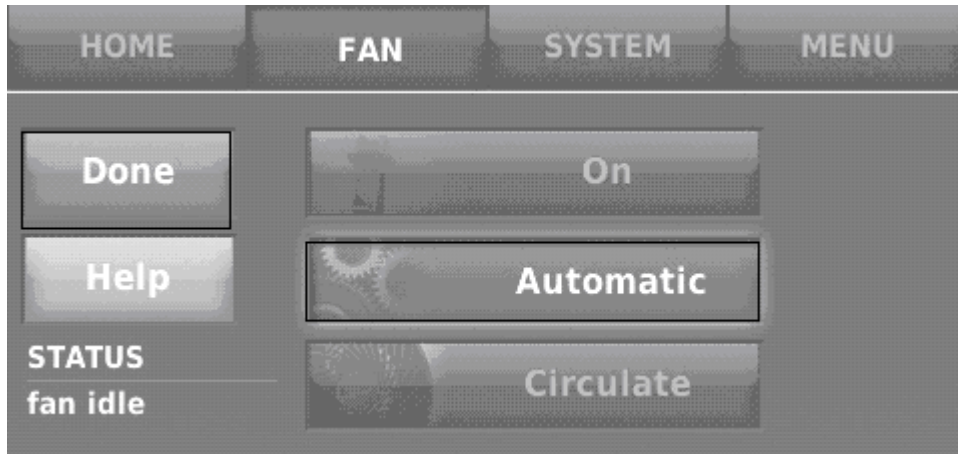 HOME FAN SYSTEM MENU
Done
Help
STATUS
fan idle
On
Automatic
Circulate